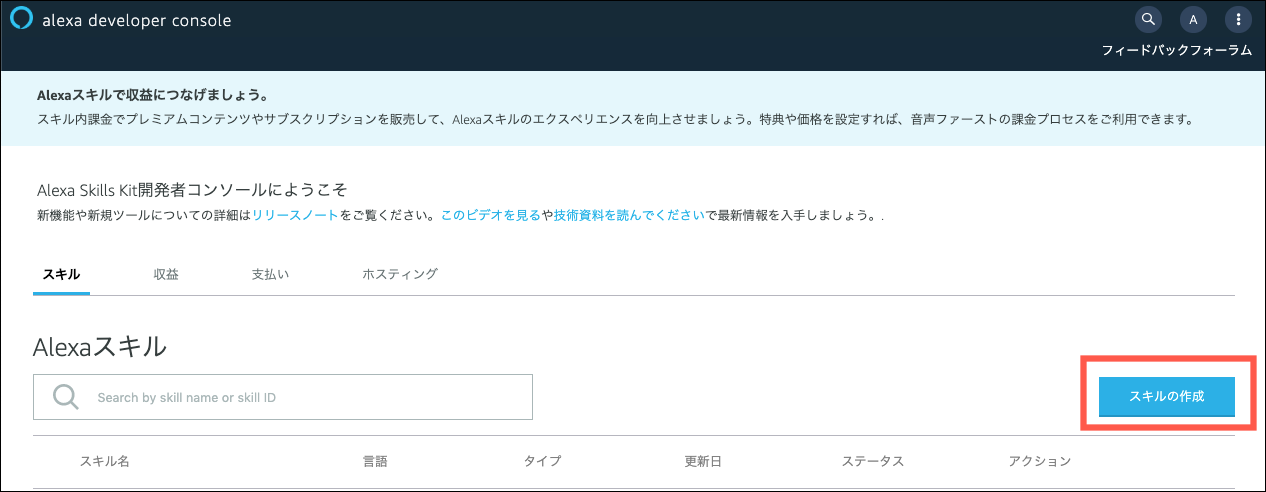 alexa developer console
A
フィードバックフォーラム
Alexaスキルで収益につなげましょう。
スキル内課金でプレミアムコンテンツやサブスクリプションを販売して、Alexaスキルのエクスペリエンスを向上させましょう。特典や価格を設定すれば、音声ファーストの課金プロセスをご利用できます。
Alexa Skills Kit開発者コンソールにようこそ
新機能や新規ツールについての詳細はリリースノートをご覧ください。このビデオを見るや技術資料を読んでくださいで最新情報を入手しましょう。.
スキル 収益 支払い ホスティング
Alexaスキル
Search by skill name or skill ID
スキルの作成
スキル名 言語 タイプ 更新日 ステータス アクション